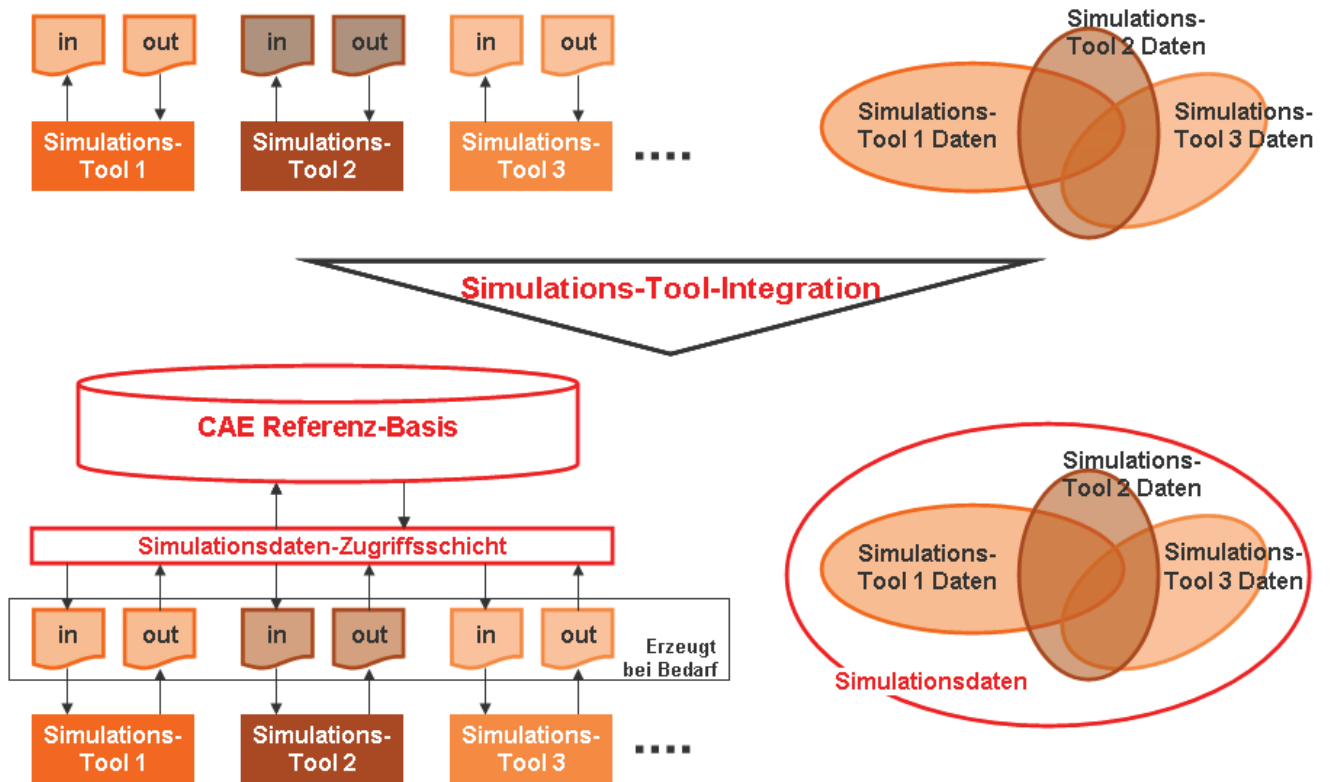 in
out
in
out
in
out
Simulations-
Tool 1
Simulations-
Tool 2
Simulations-
Tool 3
Simulations-
Tool 2 Daten
Simulations-
Tool 1 Daten
Simulations-
Tool 3 Daten
Simulations-Tool-Integration
CAE Referenz-Basis
Simulationsdaten-Zugriffsschicht
in
out
in
out
in
out
Erzeugt
bei Bedarf
Simulations-
Tool 1
Simulations-
Tool 2
Simulations-
Tool 3
Simulations-
Tool 2 Daten
Simulations-
Tool 1 Daten
Simulations-
Tool 3 Daten
Simulationsdaten